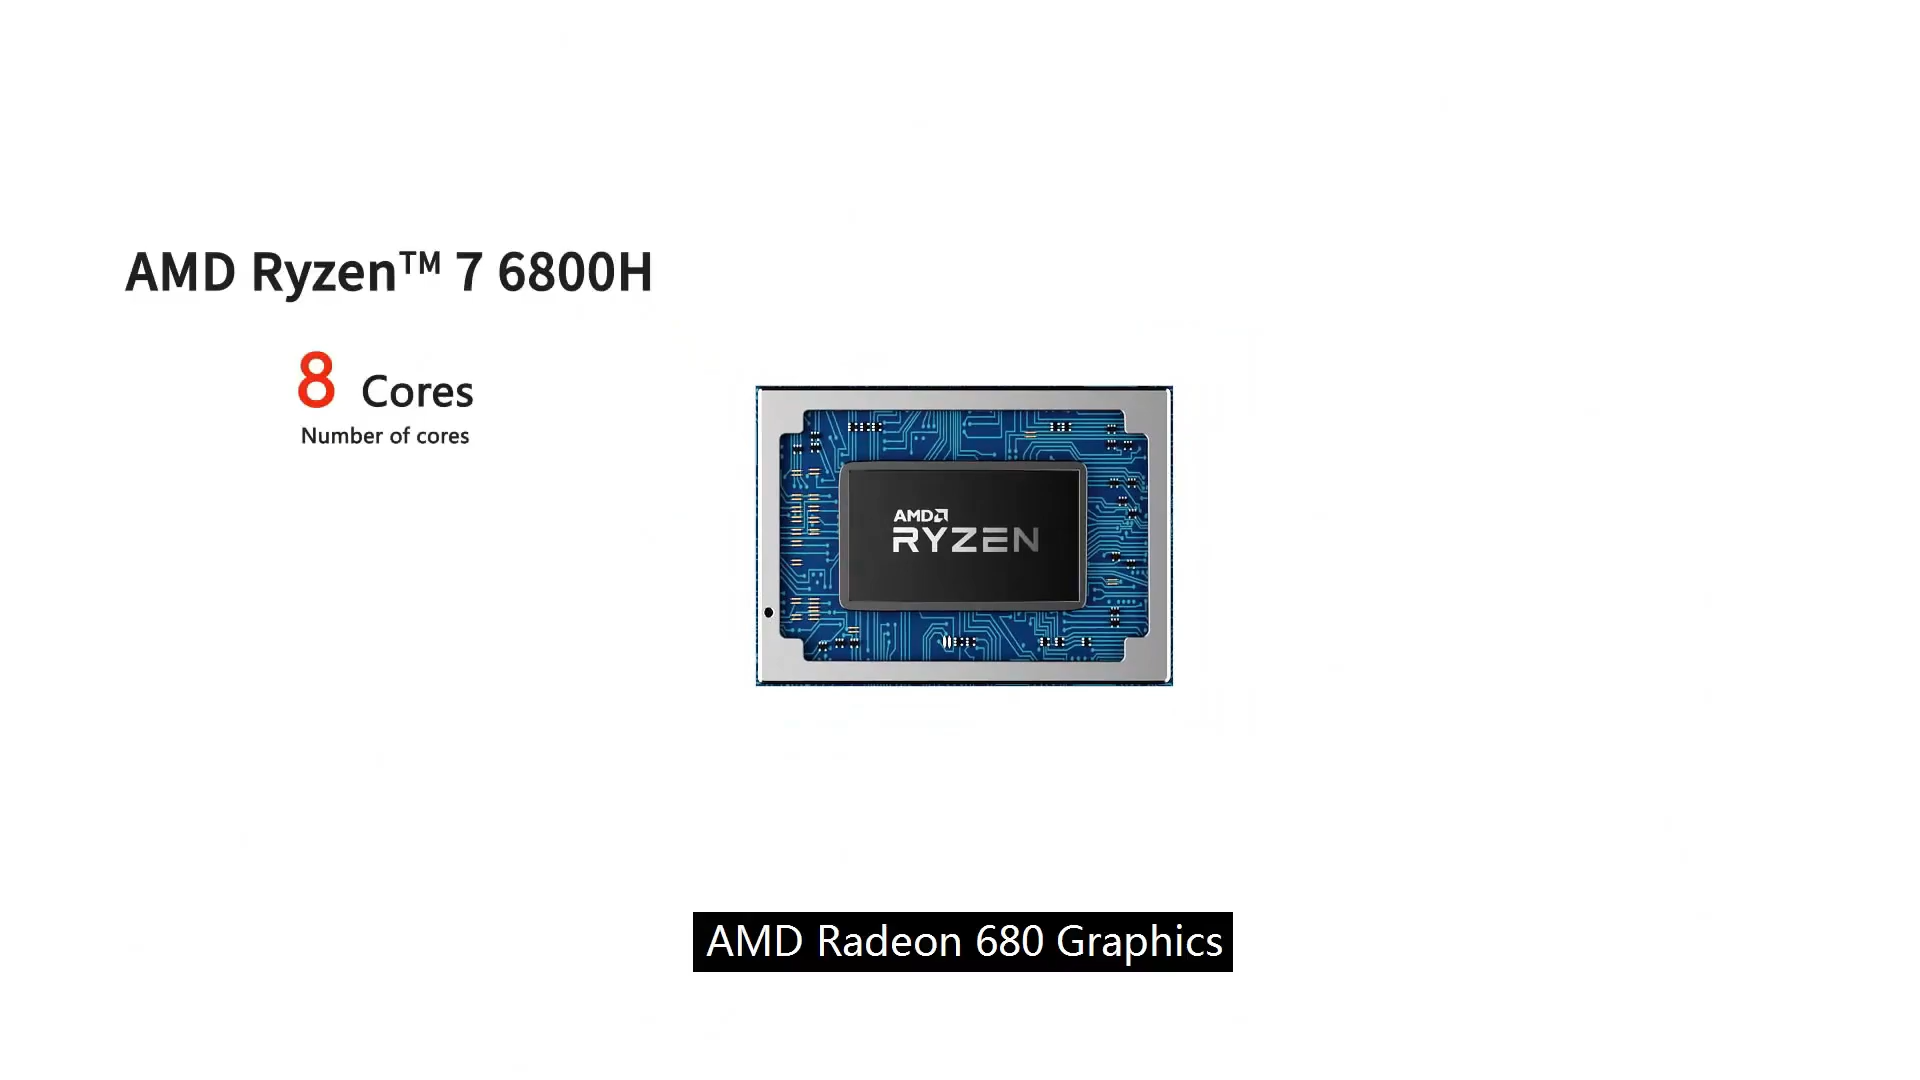 AMD Ryzen™ 7 6800H
8 Cores
Number of cores
AMD
RYZEN
AMD Radeon 680 Graphics